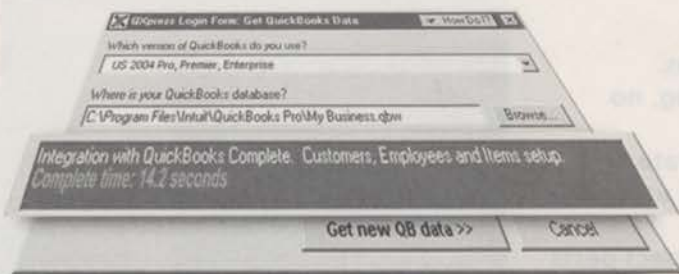 QXpress Login Form: Get QuickBooks Data
How Do I?
X
Which version of QuickBooks do you use?
US 2004 Pro, Premier, Enterprise
Where is your QuickBooks database?
C:\Program Files\Intuit\QuickBooks Pro\My Business.qbw
Browse...
Integration with QuickBooks Complete. Customers, Employees and Items setup.
Complete time: 14.2 seconds
Get new QB data >>
Cancel